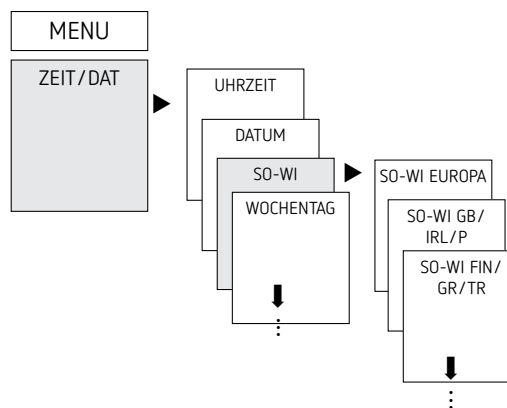 MENU
ZEIT/DAT
UHRZEIT
DATUM
SO-WI
WOCHENTAG
SO-WI EUROPA
SO-WI GB/
IRL/P
SO-WI FIN/
GR/TR